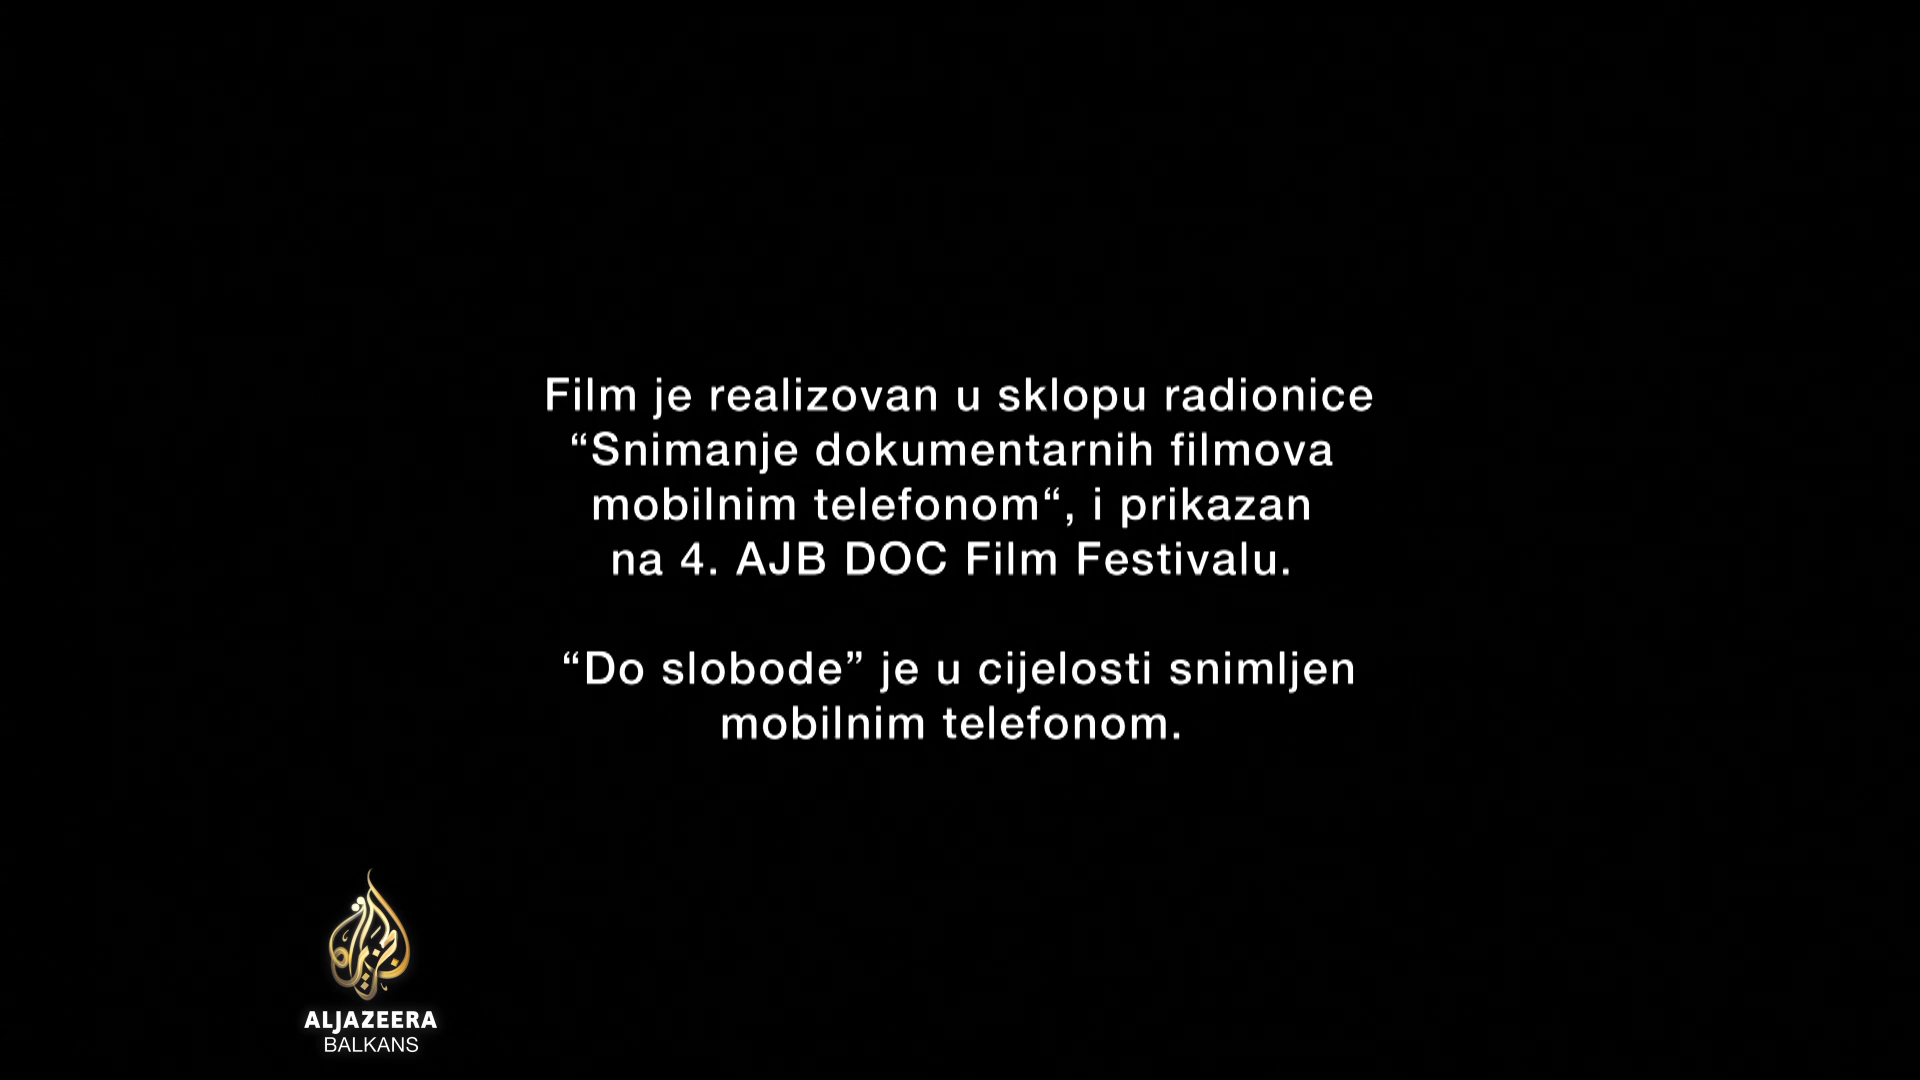 Film je realizovan u sklopu radionice
“Snimanje dokumentarnih filmova
mobilnim telefonom“, i prikazan
na 4. AJB DOC Film Festivalu.
“Do slobode” je u cijelosti snimljen
mobilnim telefonom.
الجزيرة
ALJAZEERA
BALKANS